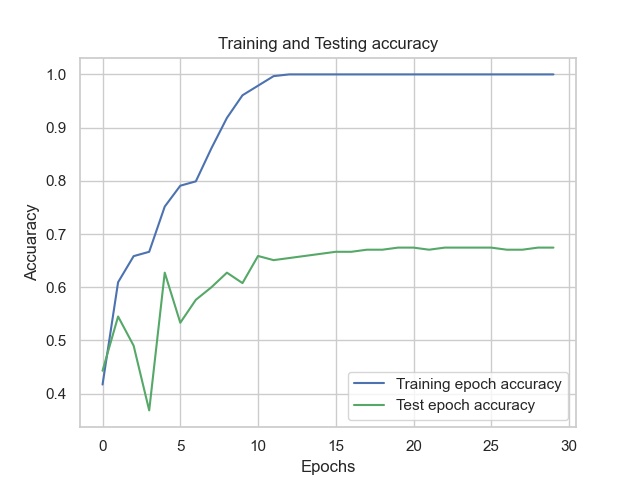 Training and Testing accuracy
1.0
0.9
0.8
0.7
0.6
0.5
0.4
Accuaracy
Training epoch accuracy
Test epoch accuracy
0 5 10 15 20 25 30
Epochs